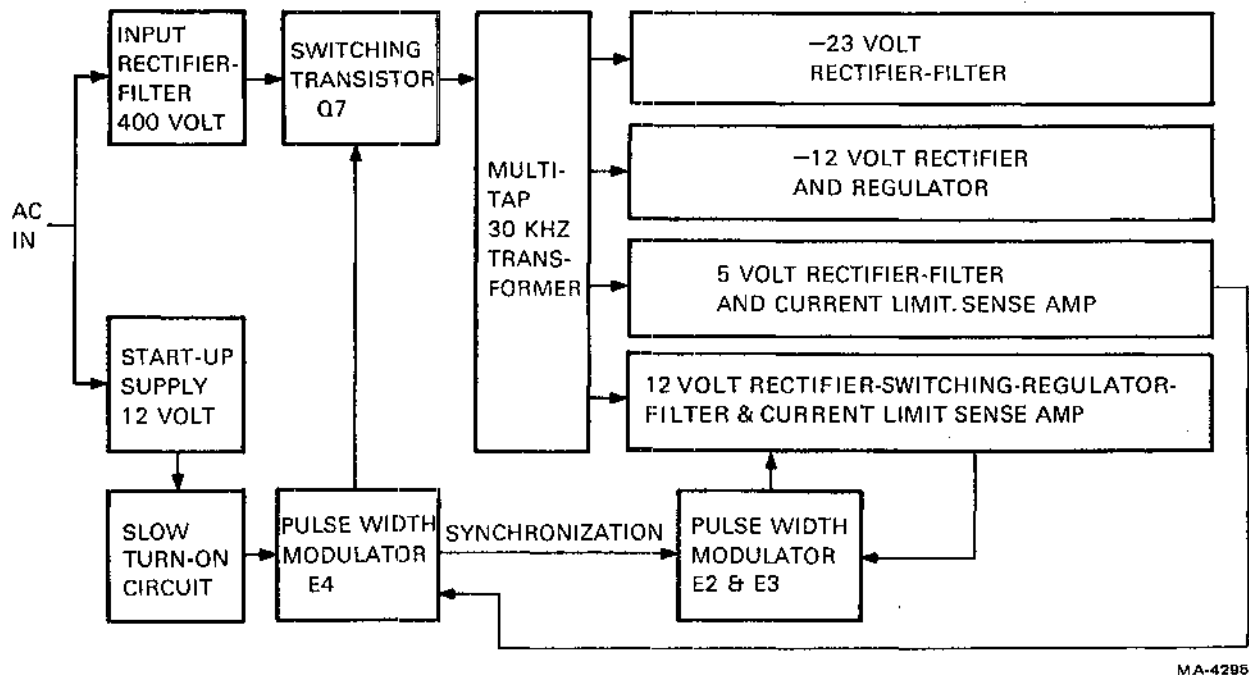 INPUT
RECTIFIER-
FILTER
400 VOLT
SWITCHING
TRANSISTOR
Q7
MULTI-
TAP
30 KHZ
TRANS-
FORMER
–23 VOLT
RECTIFIER-FILTER
–12 VOLT RECTIFIER
AND REGULATOR
5 VOLT RECTIFIER-FILTER
AND CURRENT LIMIT. SENSE AMP
12 VOLT RECTIFIER-SWITCHING-REGULATOR-
FILTER & CURRENT LIMIT SENSE AMP
AC
IN
START-UP
SUPPLY
12 VOLT
SLOW
TURN-ON
CIRCUIT
PULSE WIDTH
MODULATOR
E4
SYNCHRONIZATION
PULSE WIDTH
MODULATOR
E2 & E3
MA-4295